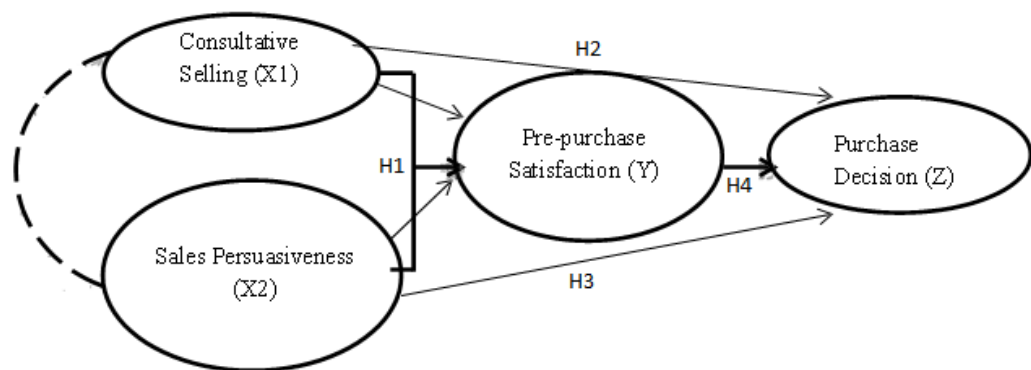 Consultative
Selling (X1)
H2
Pre-purchase
Satisfaction (Y)
Purchase
Decision (Z)
H1
H4
Sales Persuasiveness
(X2)
H3